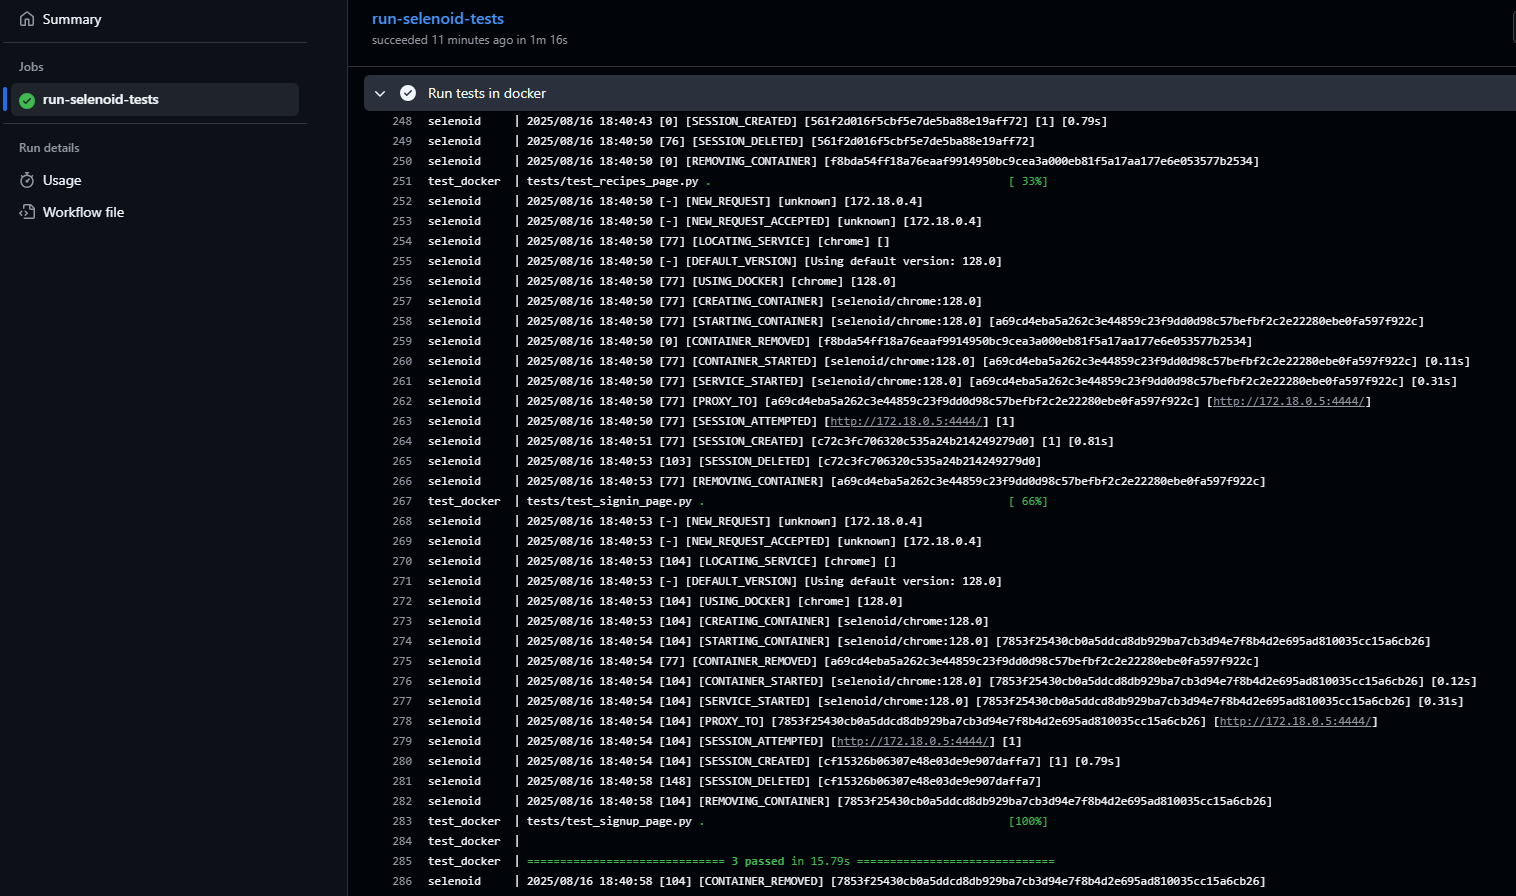 Summary
Jobs
run-selenoid-tests
Run details
Usage
Workflow file
run-selenoid-tests
succeeded 11 minutes ago in 1m 16s
Run tests in docker
248 selenoid | 2025/08/16 18:40:43 [0] [SESSION_CREATED] [561f2d016f5cbf5e7de5ba88e19aff72] [1] [0.79s]
249 selenoid | 2025/08/16 18:40:50 [76] [SESSION_DELETED] [561f2d016f5cbf5e7de5ba88e19aff72]
250 selenoid | 2025/08/16 18:40:50 [0] [REMOVING_CONTAINER] [f8bda54ff18a76eaaf9914950bc9cea3a000eb81f5a17aa177e6e053577b2534]
251 test_docker | tests/test_recipes_page.py . [ 33%]
252 selenoid | 2025/08/16 18:40:50 [-] [NEW_REQUEST] [unknown] [172.18.0.4]
253 selenoid | 2025/08/16 18:40:50 [-] [NEW_REQUEST_ACCEPTED] [unknown] [172.18.0.4]
254 selenoid | 2025/08/16 18:40:50 [77] [LOCATING_SERVICE] [chrome] []
255 selenoid | 2025/08/16 18:40:50 [-] [DEFAULT_VERSION] [Using default version: 128.0]
256 selenoid | 2025/08/16 18:40:50 [77] [USING_DOCKER] [chrome] [128.0]
257 selenoid | 2025/08/16 18:40:50 [77] [CREATING_CONTAINER] [selenoid/chrome:128.0]
258 selenoid | 2025/08/16 18:40:50 [77] [STARTING_CONTAINER] [selenoid/chrome:128.0] [a69cd4eba5a262c3e44859c23f9dd0d98c57befbf2c2e22280ebe0fa597f922c]
259 selenoid | 2025/08/16 18:40:50 [0] [CONTAINER_REMOVED] [f8bda54ff18a76eaaf9914950bc9cea3a000eb81f5a17aa177e6e053577b2534]
260 selenoid | 2025/08/16 18:40:50 [77] [CONTAINER_STARTED] [selenoid/chrome:128.0] [a69cd4eba5a262c3e44859c23f9dd0d98c57befbf2c2e22280ebe0fa597f922c] [0.11s]
261 selenoid | 2025/08/16 18:40:50 [77] [SERVICE_STARTED] [selenoid/chrome:128.0] [a69cd4eba5a262c3e44859c23f9dd0d98c57befbf2c2e22280ebe0fa597f922c] [0.31s]
262 selenoid | 2025/08/16 18:40:50 [77] [PROXY_TO] [a69cd4eba5a262c3e44859c23f9dd0d98c57befbf2c2e22280ebe0fa597f922c] [http://172.18.0.5:4444/]
263 selenoid | 2025/08/16 18:40:50 [77] [SESSION_ATTEMPTED] [http://172.18.0.5:4444/] [1]
264 selenoid | 2025/08/16 18:40:51 [77] [SESSION_CREATED] [c72c3fc706320c535a24b214249279d0] [1] [0.81s]
265 selenoid | 2025/08/16 18:40:53 [103] [SESSION_DELETED] [c72c3fc706320c535a24b214249279d0]
266 selenoid | 2025/08/16 18:40:53 [77] [REMOVING_CONTAINER] [a69cd4eba5a262c3e44859c23f9dd0d98c57befbf2c2e22280ebe0fa597f922c]
267 test_docker | tests/test_signin_page.py . [ 66%]
268 selenoid | 2025/08/16 18:40:53 [-] [NEW_REQUEST] [unknown] [172.18.0.4]
269 selenoid | 2025/08/16 18:40:53 [-] [NEW_REQUEST_ACCEPTED] [unknown] [172.18.0.4]
270 selenoid | 2025/08/16 18:40:53 [104] [LOCATING_SERVICE] [chrome] []
271 selenoid | 2025/08/16 18:40:53 [-] [DEFAULT_VERSION] [Using default version: 128.0]
272 selenoid | 2025/08/16 18:40:53 [104] [USING_DOCKER] [chrome] [128.0]
273 selenoid | 2025/08/16 18:40:53 [104] [CREATING_CONTAINER] [selenoid/chrome:128.0]
274 selenoid | 2025/08/16 18:40:54 [104] [STARTING_CONTAINER] [selenoid/chrome:128.0] [7853f25430cb0a5ddcd8db929ba7cb3d94e7f8b4d2e695ad810035cc15a6cb26]
275 selenoid | 2025/08/16 18:40:54 [77] [CONTAINER_REMOVED] [a69cd4eba5a262c3e44859c23f9dd0d98c57befbf2c2e22280ebe0fa597f922c]
276 selenoid | 2025/08/16 18:40:54 [104] [CONTAINER_STARTED] [selenoid/chrome:128.0] [7853f25430cb0a5ddcd8db929ba7cb3d94e7f8b4d2e695ad810035cc15a6cb26] [0.12s]
277 selenoid | 2025/08/16 18:40:54 [104] [SERVICE_STARTED] [selenoid/chrome:128.0] [7853f25430cb0a5ddcd8db929ba7cb3d94e7f8b4d2e695ad810035cc15a6cb26] [0.31s]
278 selenoid | 2025/08/16 18:40:54 [104] [PROXY_TO] [7853f25430cb0a5ddcd8db929ba7cb3d94e7f8b4d2e695ad810035cc15a6cb26] [http://172.18.0.5:4444/]
279 selenoid | 2025/08/16 18:40:54 [104] [SESSION_ATTEMPTED] [http://172.18.0.5:4444/] [1]
280 selenoid | 2025/08/16 18:40:54 [104] [SESSION_CREATED] [cf15326b06307e48e03de9e907daffa7] [1] [0.79s]
281 selenoid | 2025/08/16 18:40:58 [148] [SESSION_DELETED] [cf15326b06307e48e03de9e907daffa7]
282 selenoid | 2025/08/16 18:40:58 [104] [REMOVING_CONTAINER] [7853f25430cb0a5ddcd8db929ba7cb3d94e7f8b4d2e695ad810035cc15a6cb26]
283 test_docker | tests/test_signup_page.py . [100%]
284 test_docker |
285 test_docker | ============================== 3 passed in 15.79s ==============================
286 selenoid | 2025/08/16 18:40:58 [104] [CONTAINER_REMOVED] [7853f25430cb0a5ddcd8db929ba7cb3d94e7f8b4d2e695ad810035cc15a6cb26]